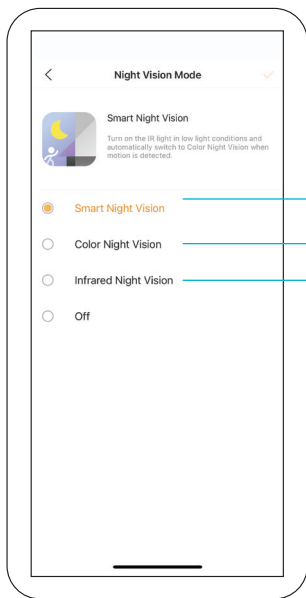 Night Vision Mode
Smart Night Vision
Turn on the IR light in low light conditions and
automatically switch to Color Night Vision when
motion is detected.
Smart Night Vision
Color Night Vision
Infrared Night Vision
Off